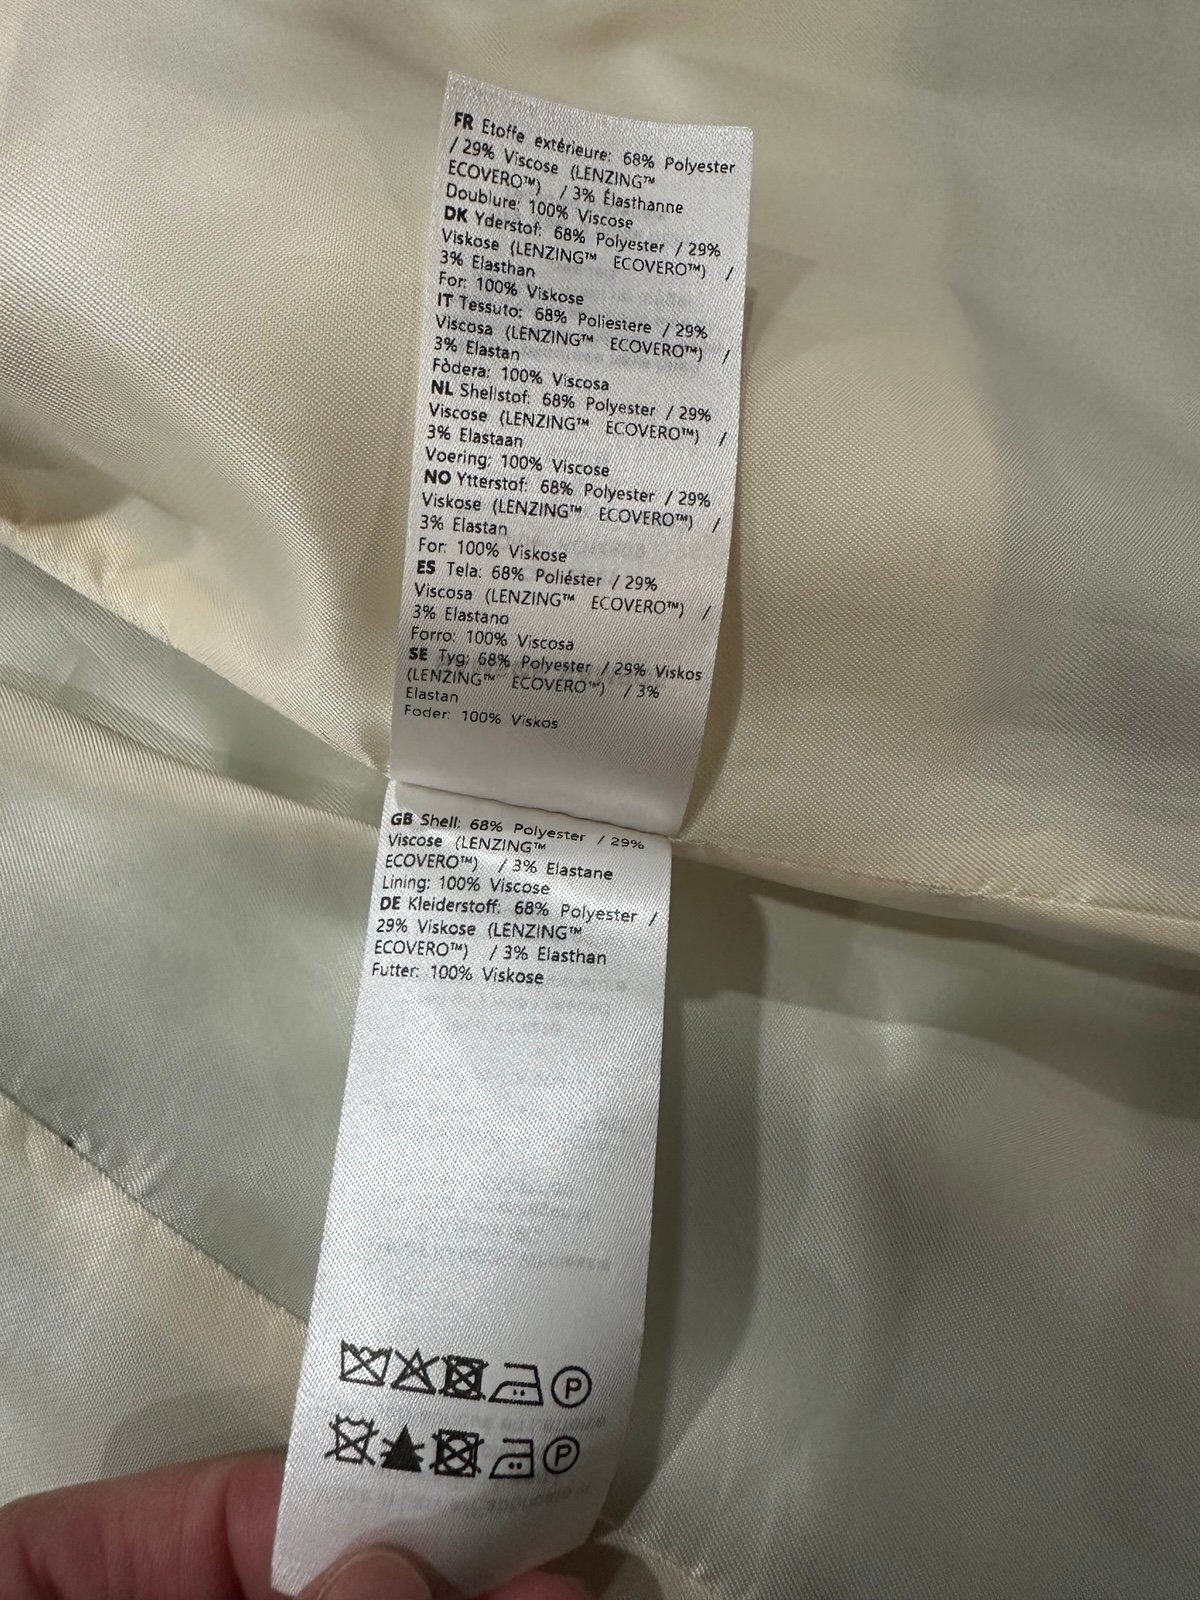 FR Etoffe extérieure: 68% Polyester
/ 29% Viscose (LENZING™
ECOVERO™) / 3% Élasthanne
Doublure: 100% Viscose
DK Yderstof: 68% Polyester / 29%
Viskose (LENZING™ ECOVERO™) /
3% Elasthan
For: 100% Viskose
IT Tessuto: 68% Poliestere / 29%
Viscosa (LENZING™ ECOVERO™) /
3% Elastan
Fòdera: 100% Viscosa
NL Shellstof: 68% Polyester / 29%
Viscose (LENZING™ ECOVERO™) /
3% Elastaan
Voering: 100% Viscose
NO Ytterstof: 68% Polyester / 29%
Viskose (LENZING™ ECOVERO™) /
3% Elastan
For: 100% Viskose
ES Tela: 68% Poliéster / 29%
Viscosa (LENZING™ ECOVERO™) /
3% Elastano
Forro: 100% Viscosa
SE Tyg: 68% Polyester / 29% Viskos
(LENZING™ ECOVERO™) / 3%
Elastan
Foder: 100% Viskos
GB Shell: 68% Polyester / 29%
Viscose (LENZING™
ECOVERO™) / 3% Elastane
Lining: 100% Viscose
DE Kleiderstoff: 68% Polyester /
29% Viskose (LENZING™
ECOVERO™) / 3% Elasthan
Futter: 100% Viskose
P
P